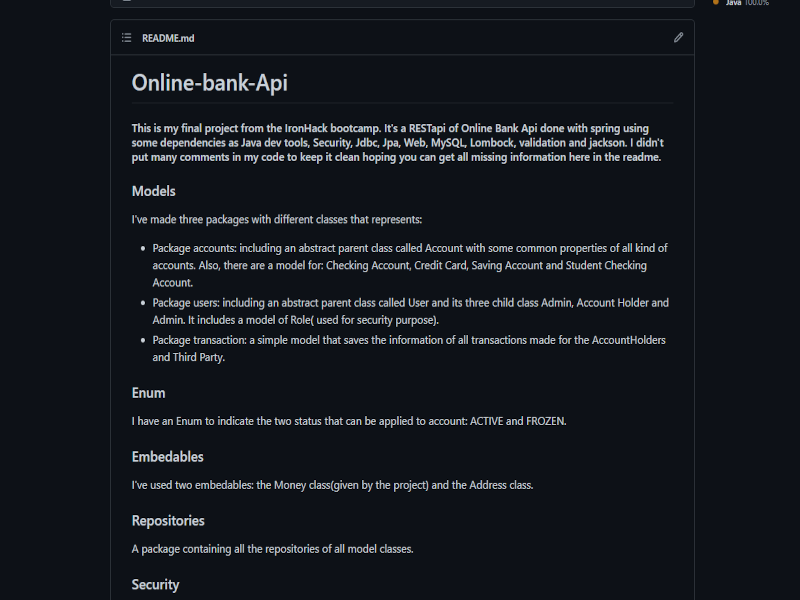 Java 100.0%
README.md
Online-bank-Api
This is my final project from the IronHack bootcamp. It's a RESTapi of Online Bank Api done with spring using
some dependencies as Java dev tools, Security, Jdbc, Jpa, Web, MySQL, Lombock, validation and jackson. I didn't
put many comments in my code to keep it clean hoping you can get all missing information here in the readme.
Models
I've made three packages with different classes that represents:
• Package accounts: including an abstract parent class called Account with some common properties of all kind of
accounts. Also, there are a model for: Checking Account, Credit Card, Saving Account and Student Checking
Account.
• Package users: including an abstract parent class called User and its three child class Admin, Account Holder and
Admin. It includes a model of Role( used for security purpose).
• Package transaction: a simple model that saves the information of all transactions made for the AccountHolders
and Third Party.
Enum
I have an Enum to indicate the two status that can be applied to account: ACTIVE and FROZEN.
Embedables
I've used two embedables: the Money class(given by the project) and the Address class.
Repositories
A package containing all the repositories of all model classes.
Security